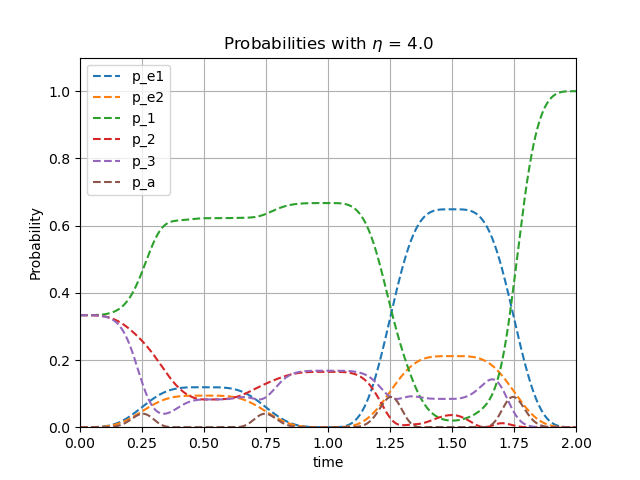 Probabilities with η = 4.0
p_e1
p_e2
p_1
p_2
p_3
p_a
Probability
1.0
0.8
0.6
0.4
0.2
0.0
0.00 0.25 0.50 0.75 1.00 1.25 1.50 1.75 2.00
time